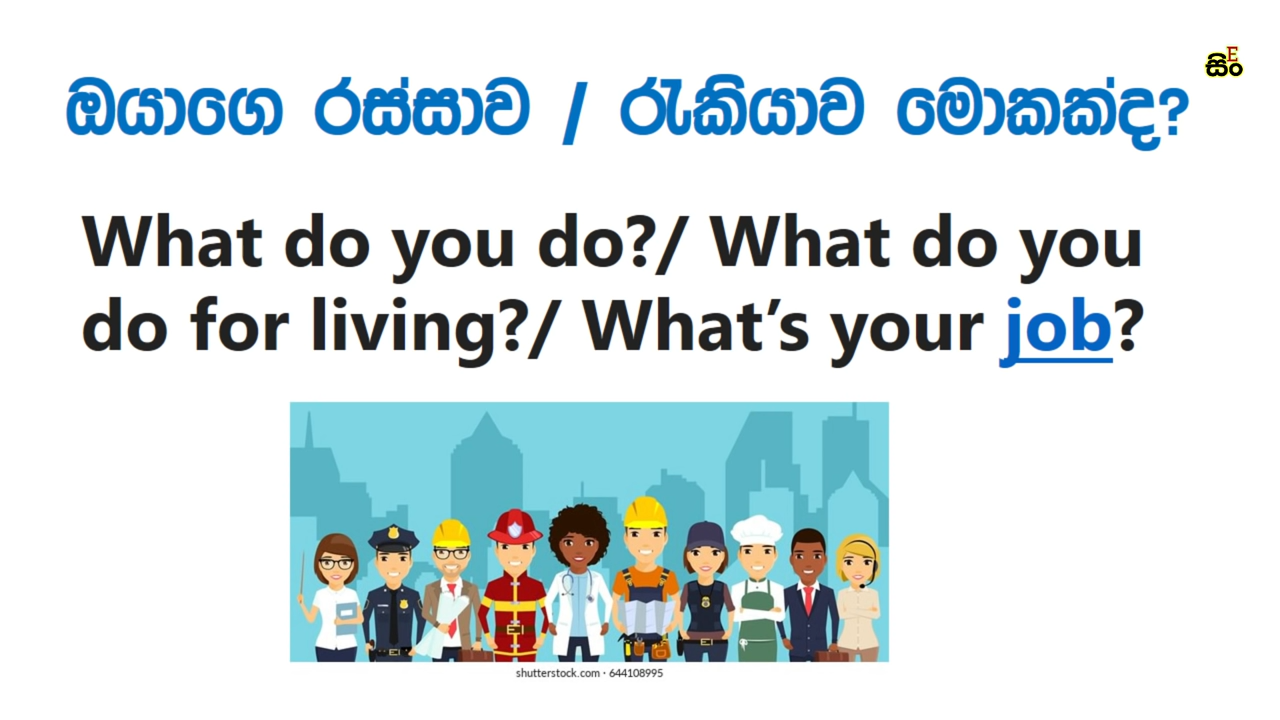 සිංE
ඔයාගෙ රස්සාව / රැකියාව මොකක්ද?
What do you do?/ What do you
do for living?/ What’s your job?
shutterstock.com · 644108995